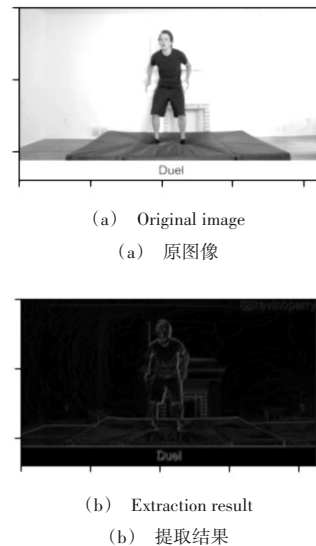 Duel
(a) Original image
(a) 原图像
Duel
(b) Extraction result
(b) 提取结果